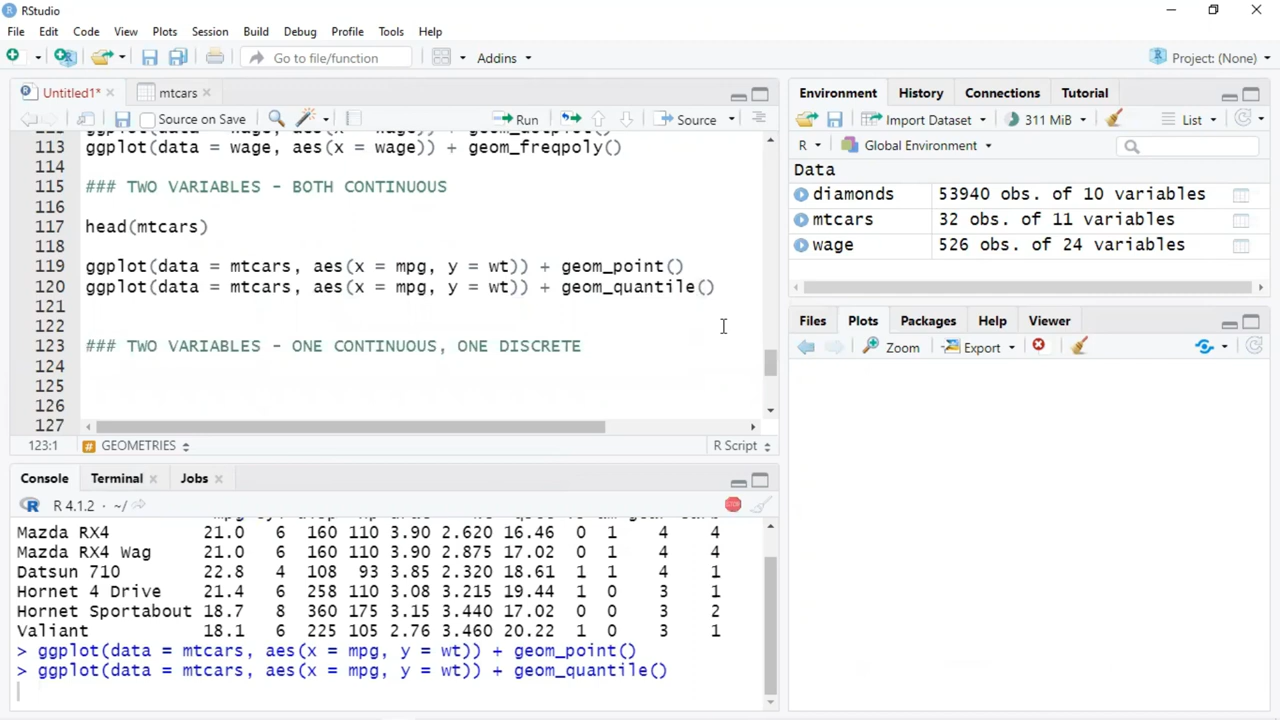 RStudio
File Edit Code View Plots Session Build Debug Profile Tools Help
Go to file/function Addins Project: (None)
Untitled1* mtcars
Source on Save Run Source
113 ggplot(data = wage, aes(x = wage)) + geom_freqpoly()
114
115 ### TWO VARIABLES - BOTH CONTINUOUS
116
117 head(mtcars)
118
119 ggplot(data = mtcars, aes(x = mpg, y = wt)) + geom_point()
120 ggplot(data = mtcars, aes(x = mpg, y = wt)) + geom_quantile()
121
122
123 ### TWO VARIABLES - ONE CONTINUOUS, ONE DISCRETE
124
125
126
127
123:1 # GEOMETRIES R Script
Console Terminal Jobs
R 4.1.2 · ~/
Mazda RX4 21.0 6 160 110 3.90 2.620 16.46 0 1 4 4
Mazda RX4 Wag 21.0 6 160 110 3.90 2.875 17.02 0 1 4 4
Datsun 710 22.8 4 108 93 3.85 2.320 18.61 1 1 4 1
Hornet 4 Drive 21.4 6 258 110 3.08 3.215 19.44 1 0 3 1
Hornet Sportabout 18.7 8 360 175 3.15 3.440 17.02 0 0 3 2
Valiant 18.1 6 225 105 2.76 3.460 20.22 1 0 3 1
> ggplot(data = mtcars, aes(x = mpg, y = wt)) + geom_point()
> ggplot(data = mtcars, aes(x = mpg, y = wt)) + geom_quantile()
Environment History Connections Tutorial
Import Dataset 311 MiB List
R Global Environment
Data
diamonds 53940 obs. of 10 variables
mtcars 32 obs. of 11 variables
wage 526 obs. of 24 variables
Files Plots Packages Help Viewer
Zoom Export